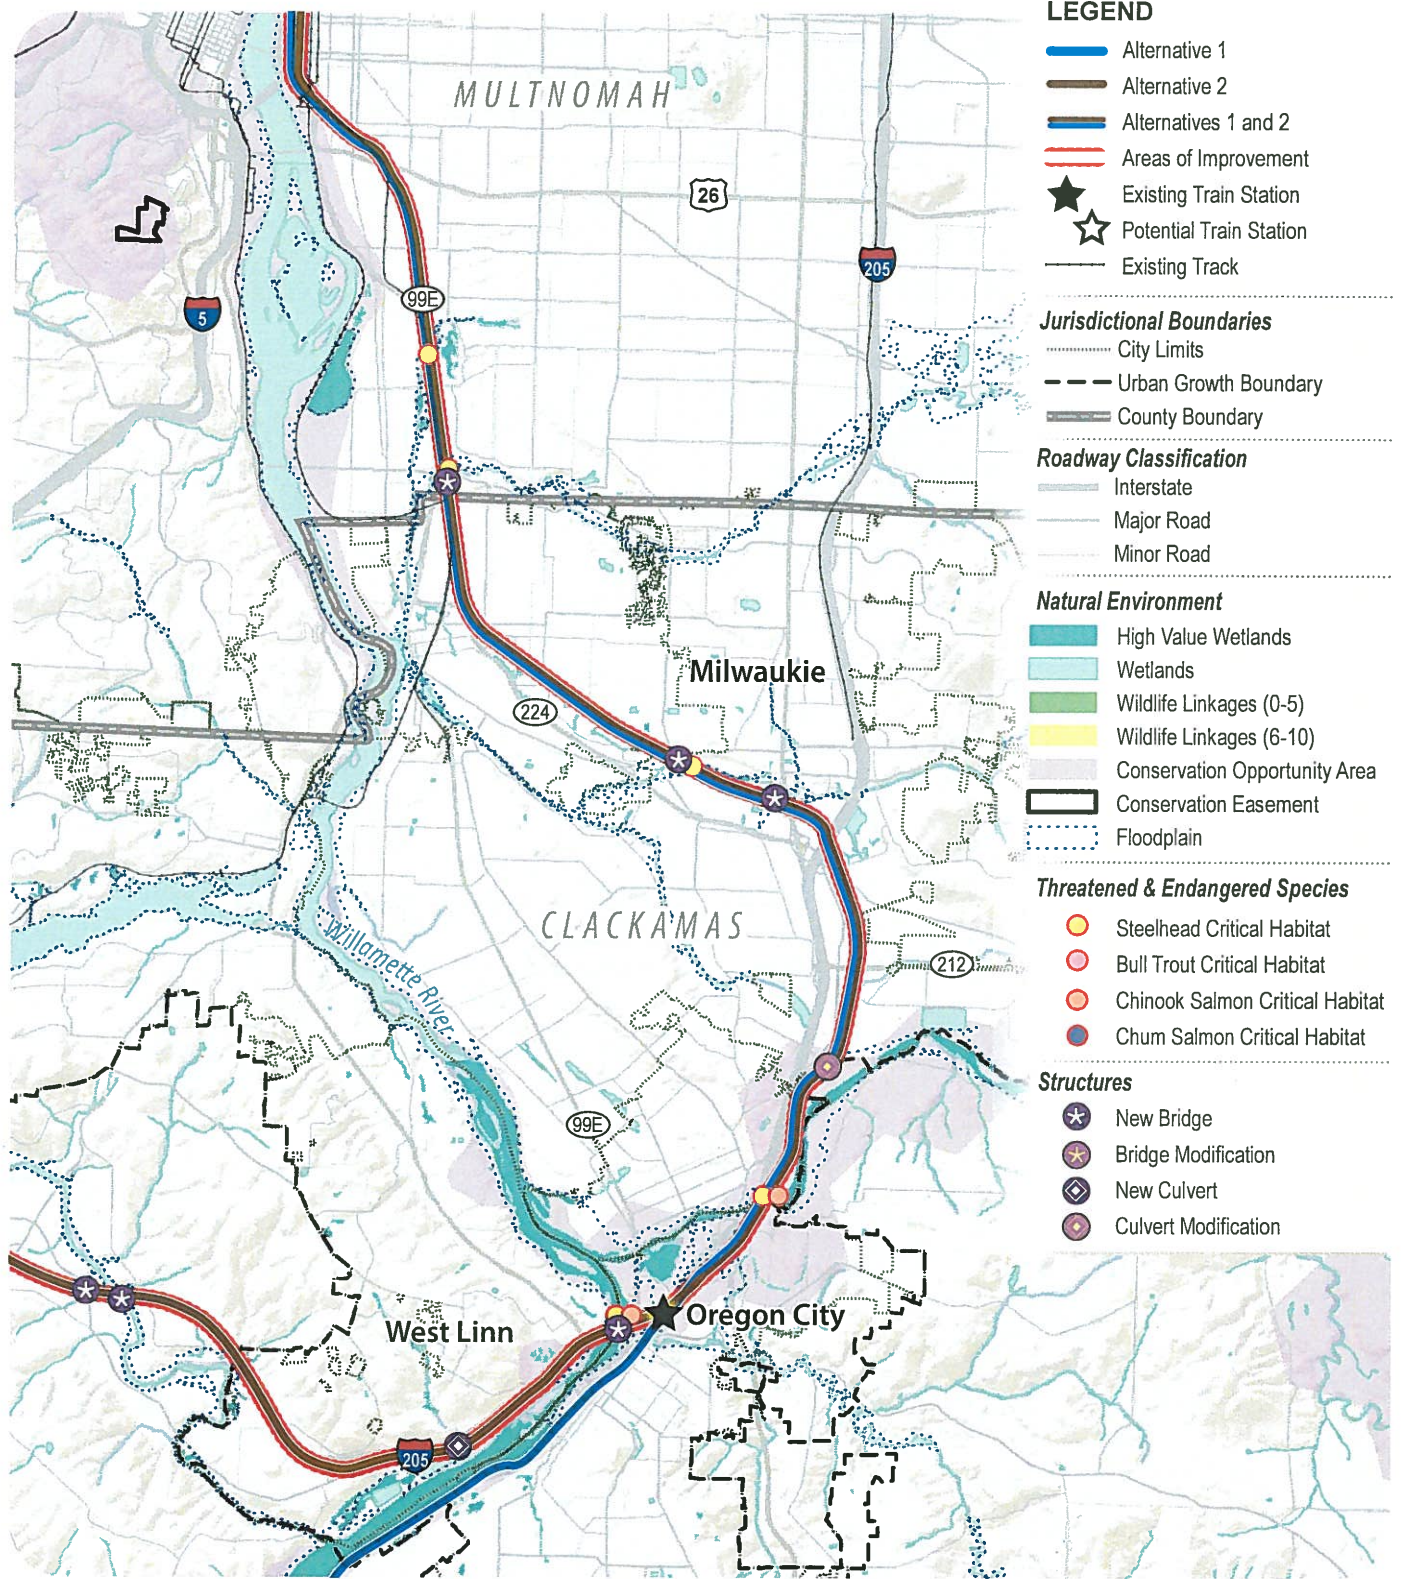 MULTNOMAH
26
205
5
99E
Milwaukie
224
CLACKAMAS
212
Willamette River
99E
West Linn
Oregon City
205
LEGEND
Alternative 1
Alternative 2
Alternatives 1 and 2
Areas of Improvement
Existing Train Station
Potential Train Station
Existing Track
Jurisdictional Boundaries
City Limits
Urban Growth Boundary
County Boundary
Roadway Classification
Interstate
Major Road
Minor Road
Natural Environment
High Value Wetlands
Wetlands
Wildlife Linkages (0-5)
Wildlife Linkages (6-10)
Conservation Opportunity Area
Conservation Easement
Floodplain
Threatened & Endangered Species
Steelhead Critical Habitat
Bull Trout Critical Habitat
Chinook Salmon Critical Habitat
Chum Salmon Critical Habitat
Structures
New Bridge
Bridge Modification
New Culvert
Culvert Modification